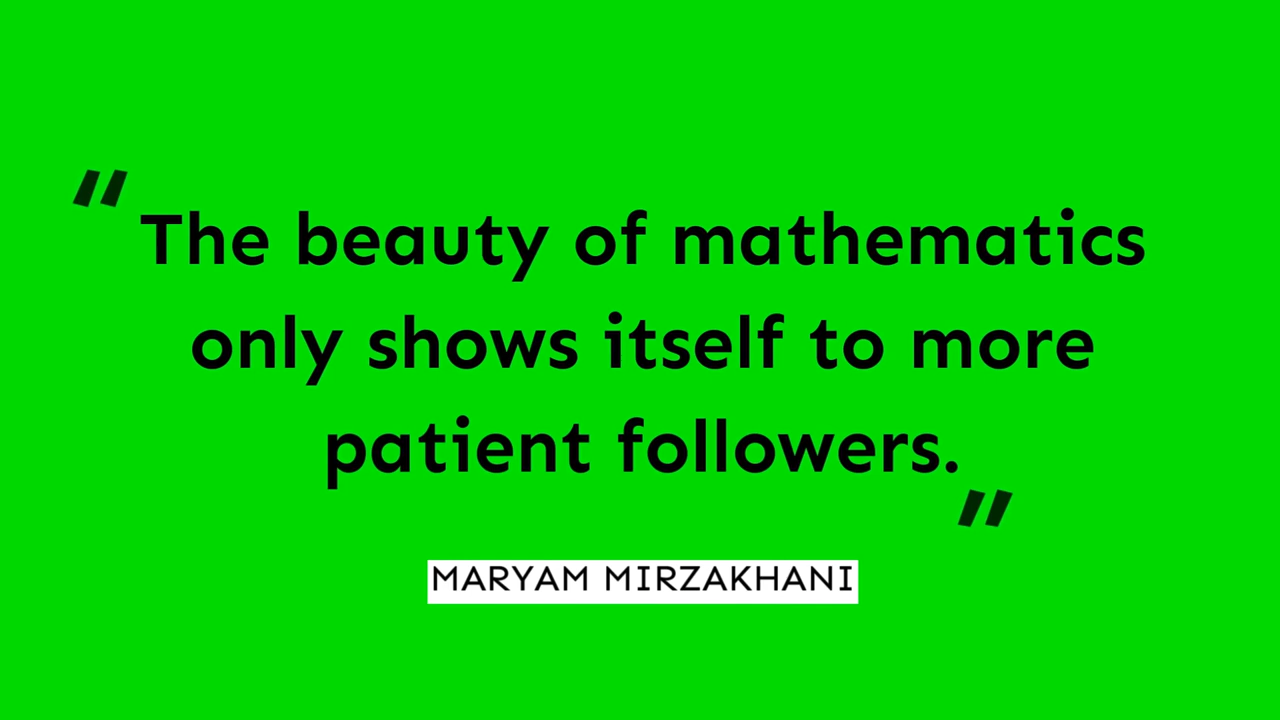 “The beauty of mathematics
only shows itself to more
patient followers.”
MARYAM MIRZAKHANI